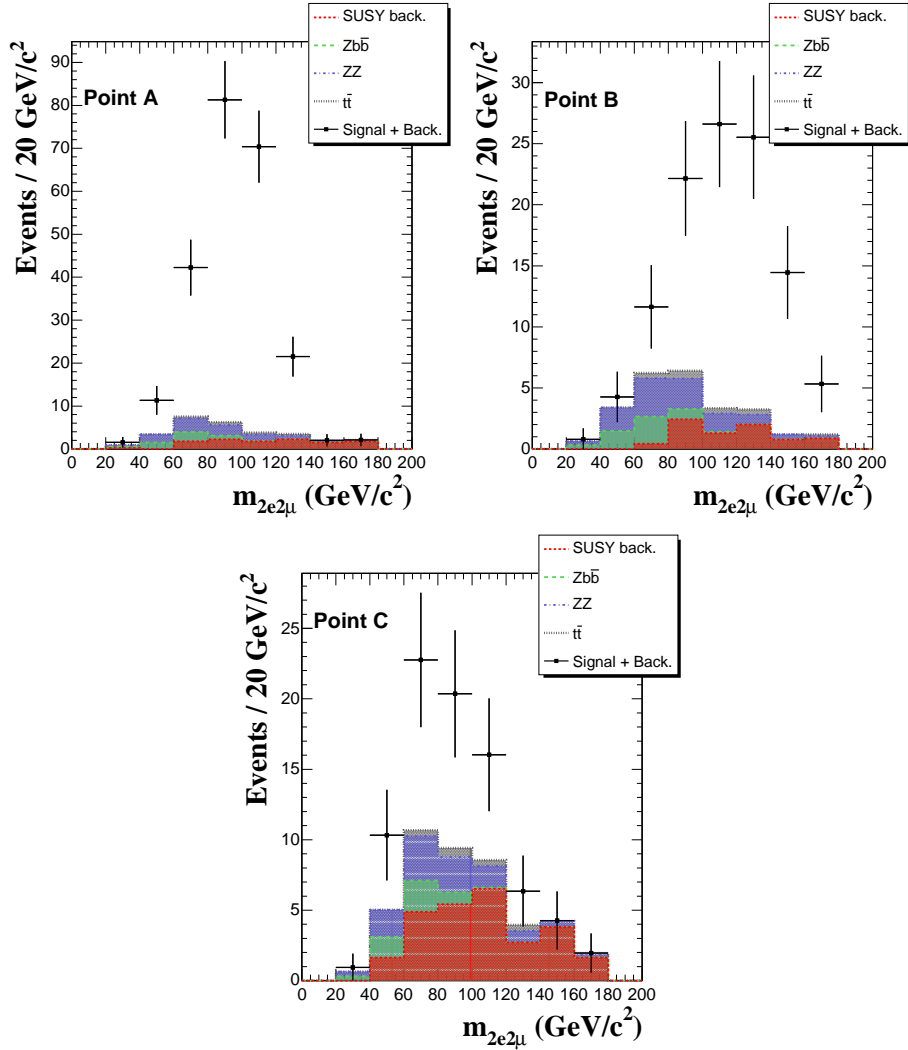 SUSY back.
Zbb̄
ZZ
tt̄
Signal + Back.
Point A
Events / 20 GeV/c²
90
80
70
60
50
40
30
20
10
0
0 20 40 60 80 100 120 140 160 180 200
m₂ₑ₂μ (GeV/c²)
SUSY back.
Zbb̄
ZZ
tt̄
Signal + Back.
Point B
Events / 20 GeV/c²
30
25
20
15
10
5
0
0 20 40 60 80 100 120 140 160 180 200
m₂ₑ₂μ (GeV/c²)
SUSY back.
Zbb̄
ZZ
tt̄
Signal + Back.
Point C
Events / 20 GeV/c²
25
20
15
10
5
0
0 20 40 60 80 100 120 140 160 180 200
m₂ₑ₂μ (GeV/c²)